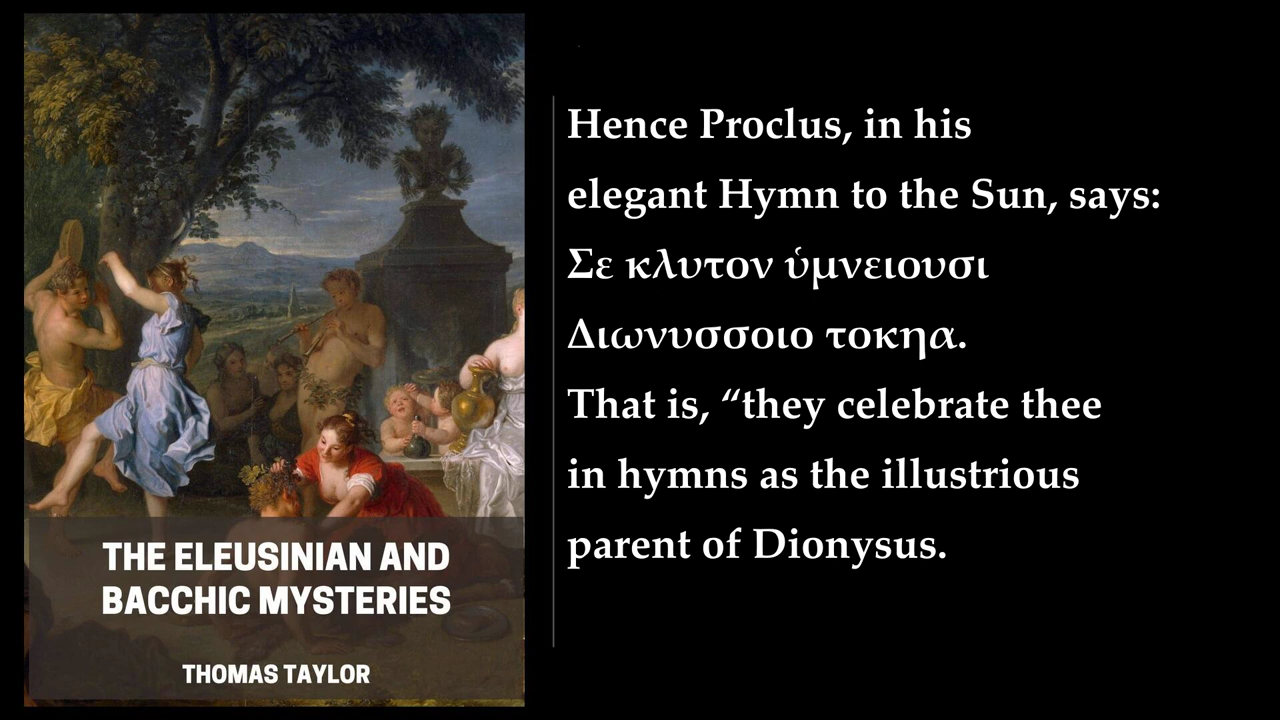 THE ELEUSINIAN AND
BACCHIC MYSTERIES
THOMAS TAYLOR
Hence Proclus, in his
elegant Hymn to the Sun, says:
Σε κλυτον ὑμνειουσι
Διωνυσσοιο τοκηα.
That is, “they celebrate thee
in hymns as the illustrious
parent of Dionysus.